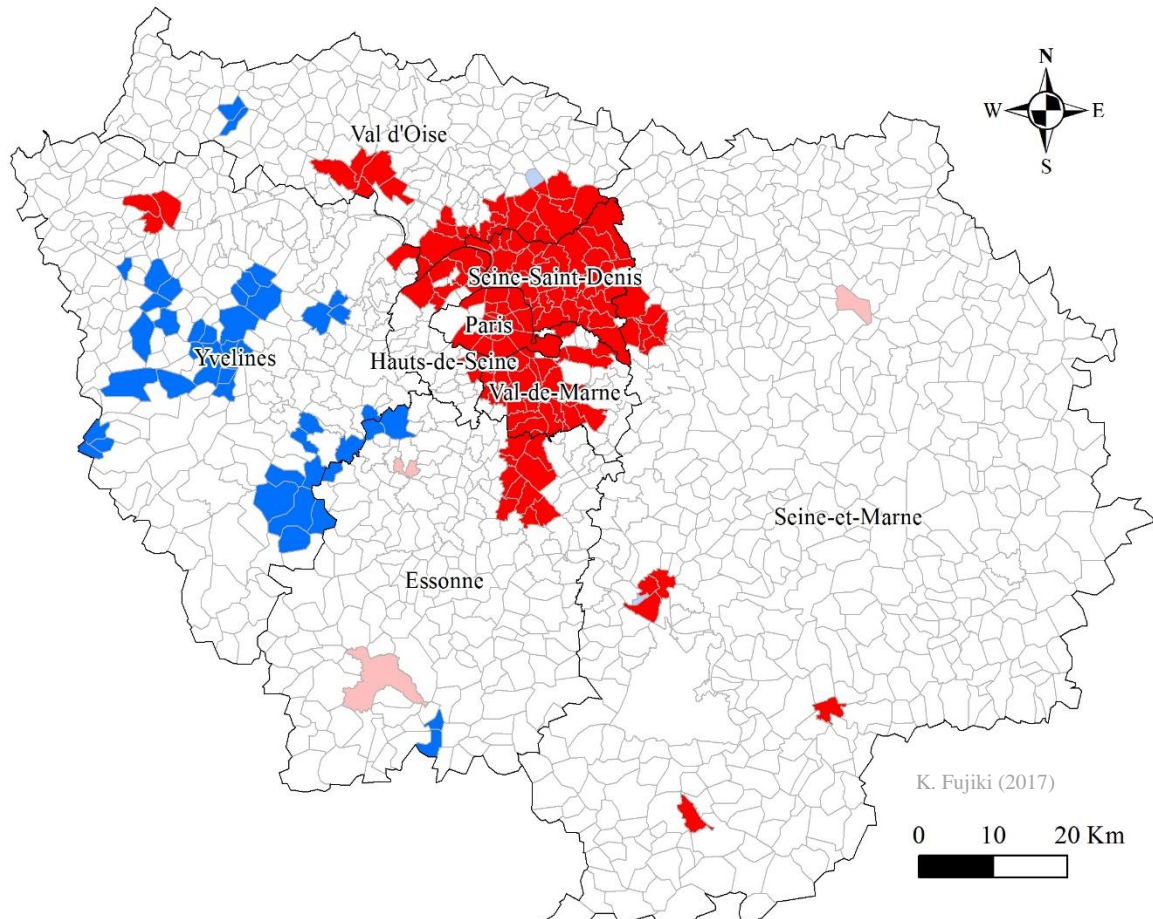 N
W E
S
Val d'Oise
Seine-Saint-Denis
Paris
Yvelines
Hauts-de-Seine
Val-de-Marne
Seine-et-Marne
Essonne
K. Fujiki (2017)
0 10 20 Km